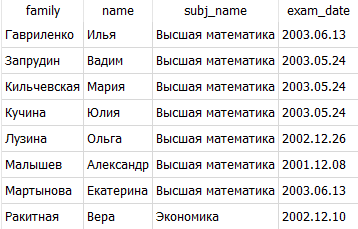 family name subj_name exam_date
Гавриленко Илья Высшая математика 2003.06.13
Запрудин Вадим Высшая математика 2003.05.24
Кильчевская Мария Высшая математика 2003.05.24
Кучина Юлия Высшая математика 2003.05.24
Лузина Ольга Высшая математика 2002.12.26
Малышев Александр Высшая математика 2001.12.08
Мартынова Екатерина Высшая математика 2003.06.13
Ракитная Вера Экономика 2002.12.10